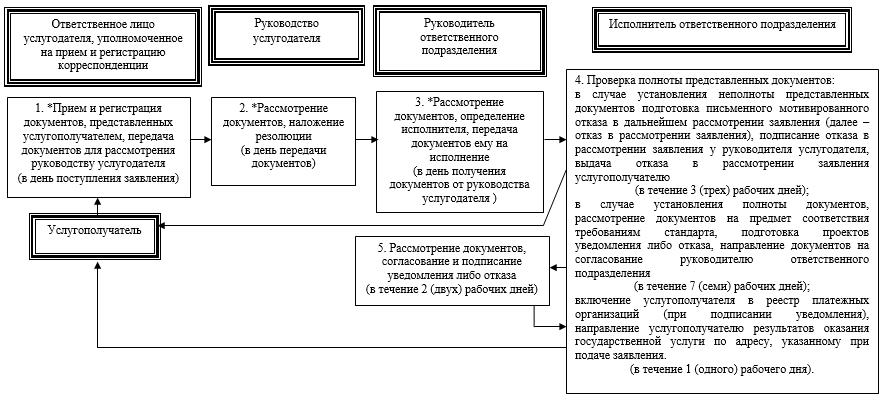 Ответственное лицо
услугодателя, уполномоченное
на прием и регистрацию
корреспонденции
Руководство
услугодателя
Руководитель
ответственного
подразделения
Исполнитель ответственного подразделения
1. *Прием и регистрация
документов, представленных
услугополучателем, передача
документов для рассмотрения
руководству услугодателя
(в день поступления заявления)
2. *Рассмотрение
документов, наложение
резолюции
(в день передачи
документов)
3. *Рассмотрение
документов, определение
исполнителя, передача
документов ему на
исполнение
(в день получения
документов от руководства
услугодателя )
4. Проверка полноты представленных документов:
в случае установления неполноты представленных
документов подготовка письменного мотивированного
отказа в дальнейшем рассмотрении заявления (далее –
отказ в рассмотрении заявления), подписание отказа в
рассмотрении заявления у руководителя услугодателя,
выдача отказа в рассмотрении заявления
услугополучателю
(в течение 3 (трех) рабочих дней);
в случае установления полноты документов,
рассмотрение документов на предмет соответствия
требованиям стандарта, подготовка проектов
уведомления либо отказа, направление документов на
согласование руководителю ответственного
подразделения
(в течение 7 (семи) рабочих дней);
включение услугополучателя в реестр платежных
организаций (при подписании уведомления),
направление услугополучателю результатов оказания
государственной услуги по адресу, указанному при
подаче заявления.
(в течение 1 (одного) рабочего дня).
Услугополучатель
5. Рассмотрение документов,
согласование и подписание
уведомления либо отказа
(в течение 2 (двух) рабочих дней)